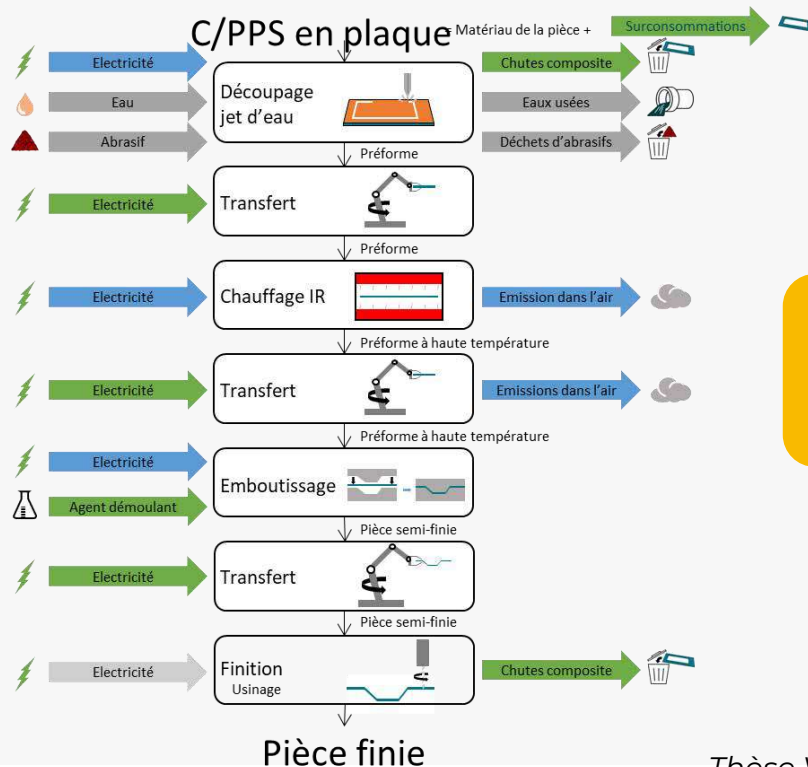 C/PPS en plaque
= Matériau de la pièce +
Surconsommations
Electricité
Eau
Abrasif
Découpage
jet d'eau
Chutes composite
Eaux usées
Déchets d'abrasifs
Préforme
Electricité
Transfert
Préforme
Electricité
Chauffage IR
Emission dans l'air
Préforme à haute température
Electricité
Transfert
Emissions dans l'air
Préforme à haute température
Electricité
Agent démoulant
Emboutissage
Pièce semi-finie
Electricité
Transfert
Pièce semi-finie
Electricité
Finition
Usinage
Chutes composite
Pièce finie
Thèse